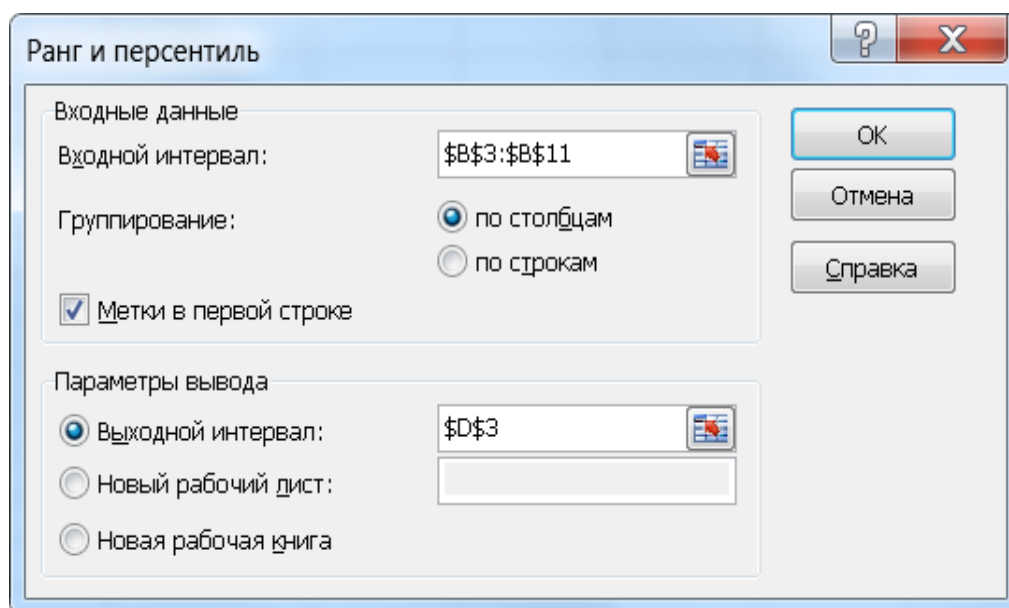 Ранг и персентиль
Входные данные
Входной интервал: $B$3:$B$11
Группирование: по столбцам
по строкам
Метки в первой строке
Параметры вывода
Выходной интервал: $D$3
Новый рабочий лист:
Новая рабочая книга
OK
Отмена
Справка